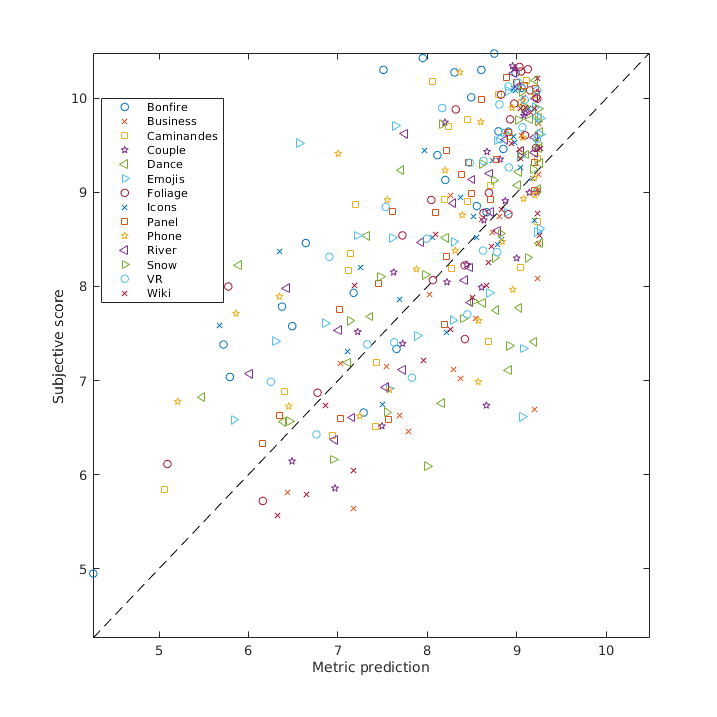 10
9
8
7
6
5
Subjective score
Bonfire
Business
Caminandes
Couple
Dance
Emojis
Foliage
Icons
Panel
Phone
River
Snow
VR
Wiki
5 6 7 8 9 10
Metric prediction